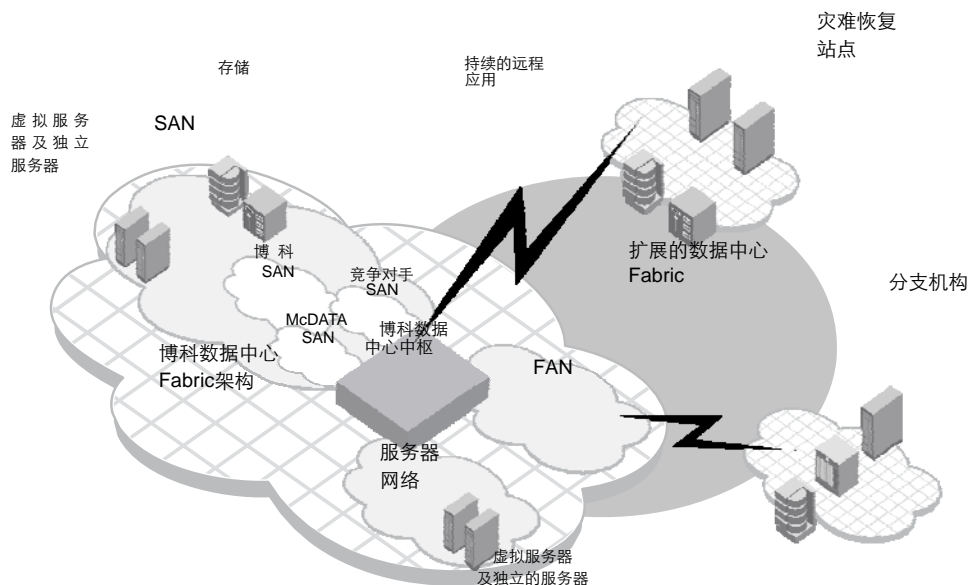 灾难恢复
站点
存储
持续的远程
应用
虚拟服务
器及独立
服务器
SAN
博科
SAN
竞争对手
SAN
McDATA
SAN
博科数据
中心中枢
扩展的数据中心
Fabric
分支机构
博科数据中心
Fabric架构
FAN
服务器
网络
虚拟服务器
及独立的服务器